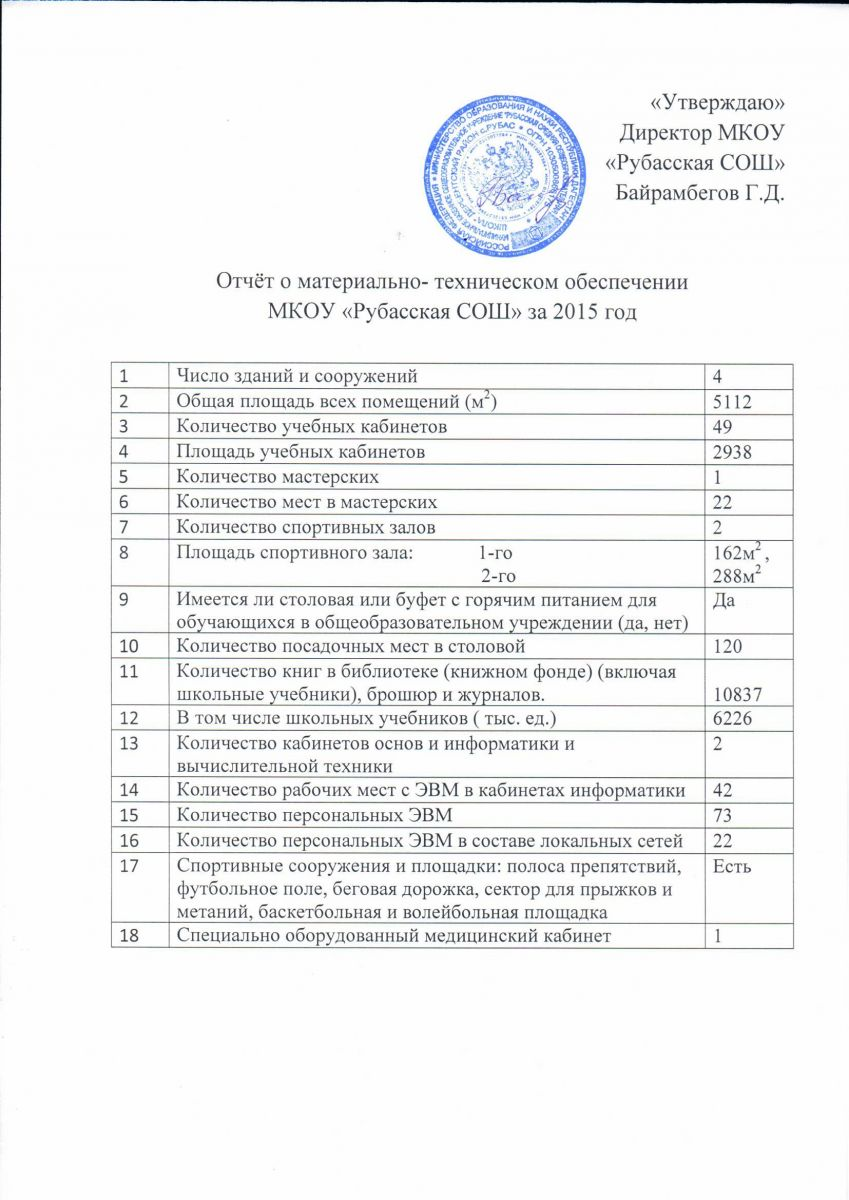 «Утверждаю»
Директор МКОУ
«Рубасская СОШ»
Байрамбегов Г.Д.
РОССИЙСКАЯ ФЕДЕРАЦИЯ • МИНИСТЕРСТВО ОБРАЗОВАНИЯ И НАУКИ РЕСПУБЛИКИ ДАГЕСТАН
Отчёт о материально- техническом обеспечении
МКОУ «Рубасская СОШ» за 2015 год
1 Число зданий и сооружений 4
2 Общая площадь всех помещений (м²) 5112
3 Количество учебных кабинетов 49
4 Площадь учебных кабинетов 2938
5 Количество мастерских 1
6 Количество мест в мастерских 22
7 Количество спортивных залов 2
8 Площадь спортивного зала: 1-го 162м²,
2-го 288м²
9 Имеется ли столовая или буфет с горячим питанием для Да
обучающихся в общеобразовательном учреждении (да, нет)
10 Количество посадочных мест в столовой 120
11 Количество книг в библиотеке (книжном фонде) (включая
школьные учебники), брошюр и журналов. 10837
12 В том числе школьных учебников ( тыс. ед.) 6226
13 Количество кабинетов основ и информатики и 2
вычислительной техники
14 Количество рабочих мест с ЭВМ в кабинетах информатики 42
15 Количество персональных ЭВМ 73
16 Количество персональных ЭВМ в составе локальных сетей 22
17 Спортивные сооружения и площадки: полоса препятствий, Есть
футбольное поле, беговая дорожка, сектор для прыжков и
метаний, баскетбольная и волейбольная площадка
18 Специально оборудованный медицинский кабинет 1